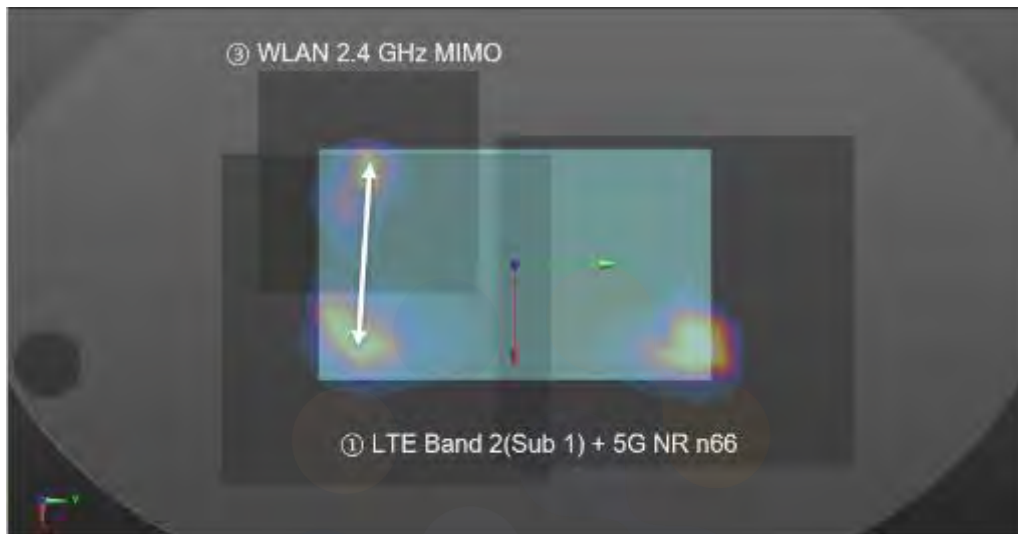 ③ WLAN 2.4 GHz MIMO
① LTE Band 2(Sub 1) + 5G NR n66
Y